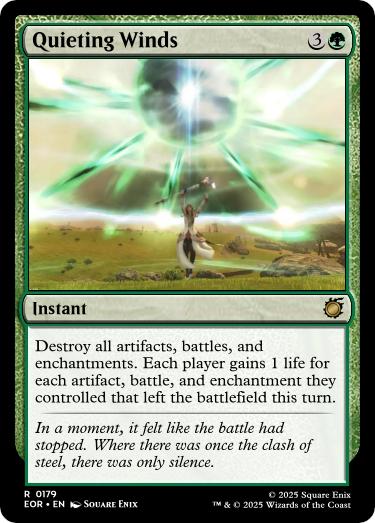 Quieting Winds 3
Instant
Destroy all artifacts, battles, and
enchantments. Each player gains 1 life for
each artifact, battle, and enchantment they
controlled that left the battlefield this turn.
In a moment, it felt like the battle had
stopped. Where there was once the clash of
steel, there was only silence.
R 0179
EOR • EN SQUARE ENIX
© 2025 Square Enix
™ & © 2025 Wizards of the Coast